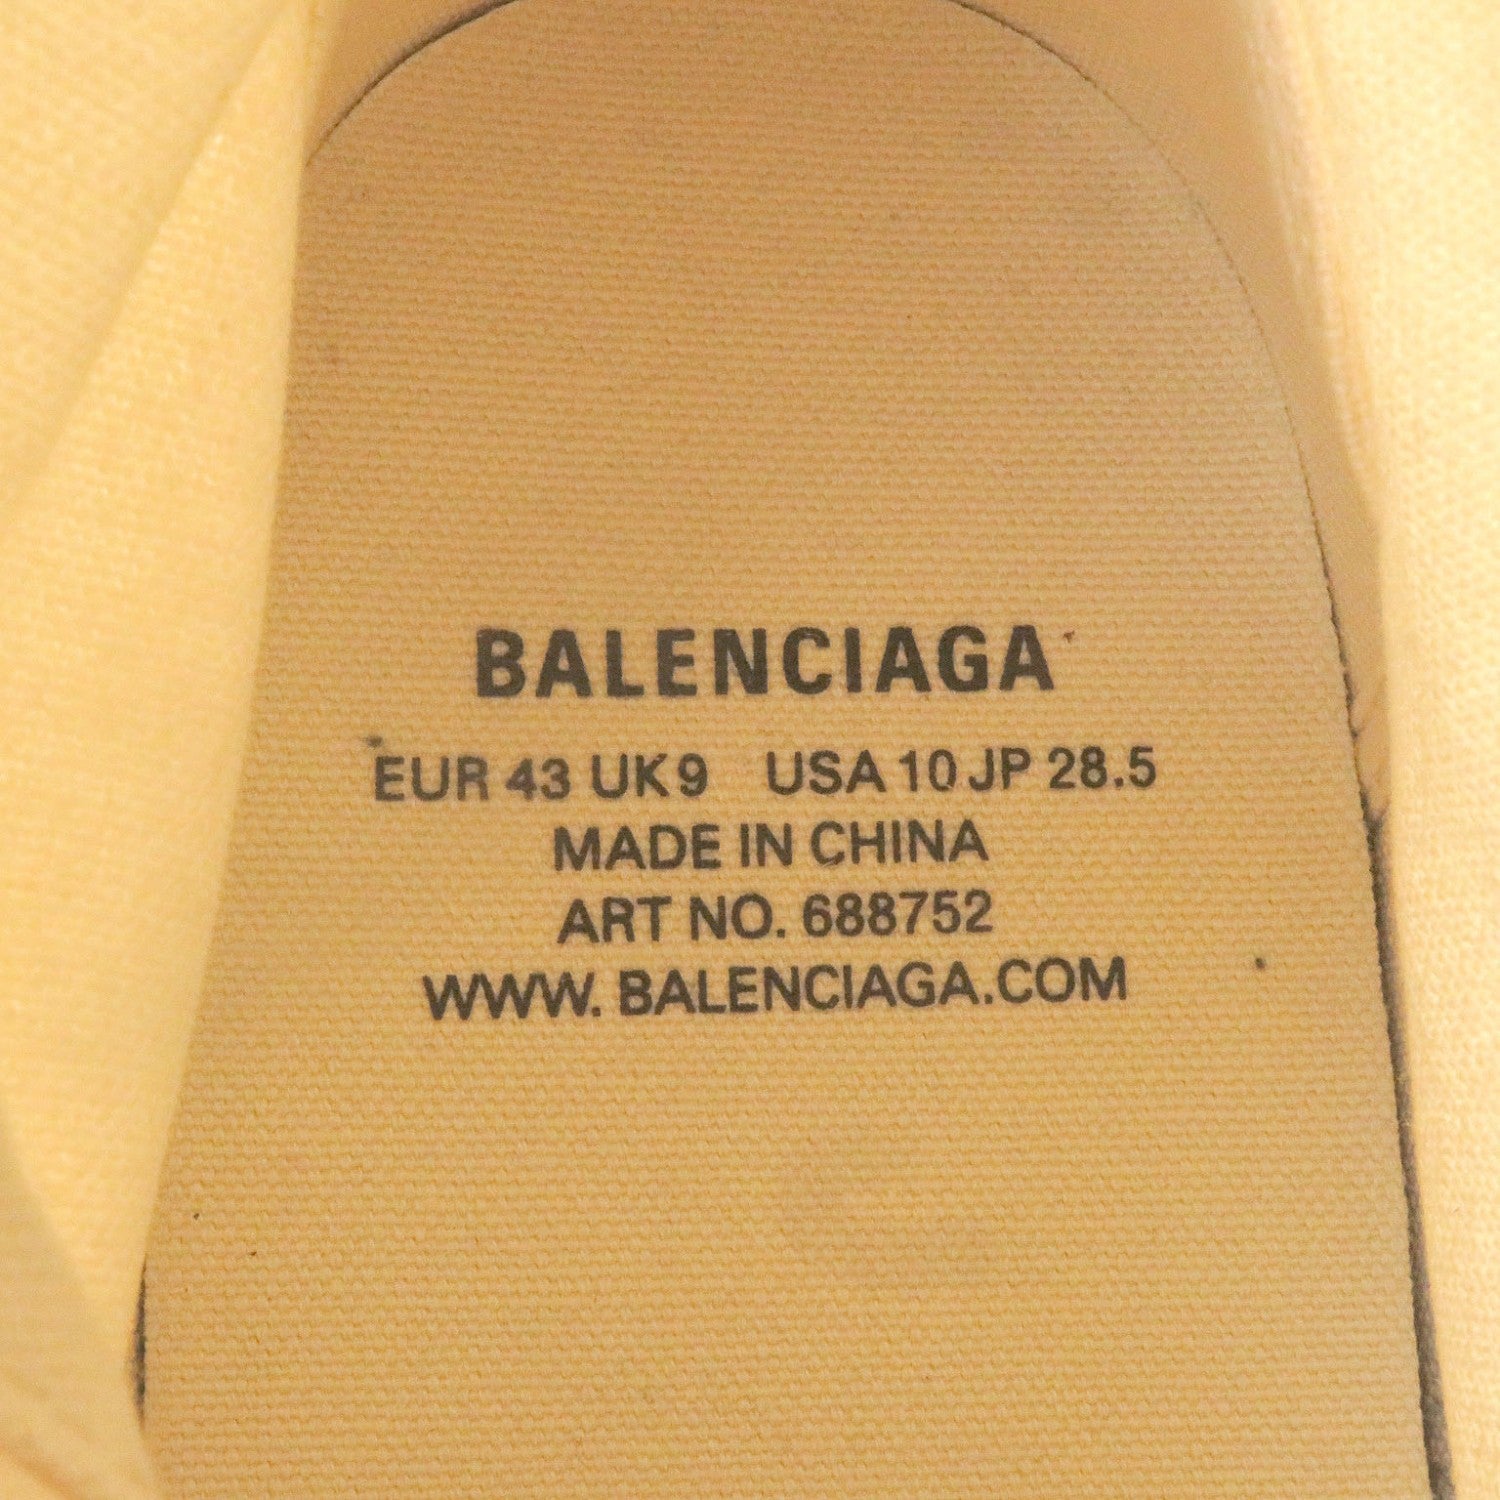 BALENCIAGA
EUR 43 UK 9 USA 10 JP 28.5
MADE IN CHINA
ART NO. 688752
WWW. BALENCIAGA.COM